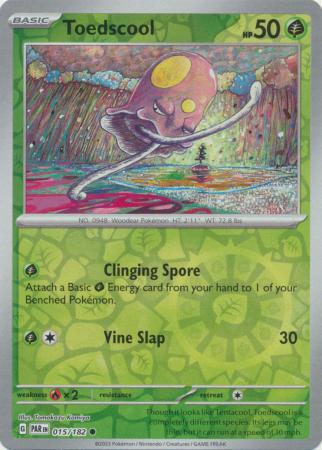 BASIC
Toedscool
HP 50
NO. 0948 Woodear Pokémon HT: 2'11" WT: 72.8 lbs
Clinging Spore
Attach a Basic Energy card from your hand to 1 of your
Benched Pokémon.
Vine Slap 30
weakness ×2 resistance retreat
Illus. Tomokazu Komiya
G PAR EN 015/182
Though it looks like Tentacool, Toedscool is a
completely different species. Its legs may be
thin, but it can run at a speed of 30 mph.
©2023 Pokémon / Nintendo / Creatures / GAME FREAK